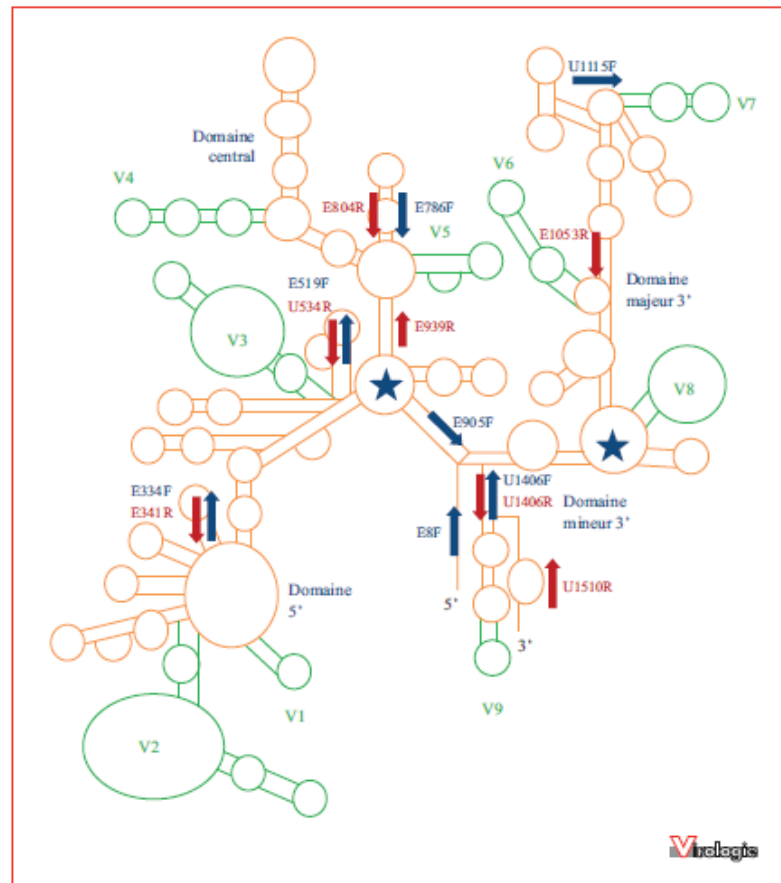 U1115F
V7
Domaine
central
V6
V4
E804R
E786F
V5
E1053R
E519F
U534R
Domaine
majeur 3'
V3
E939R
V8
E905F
E334F
E341R
U1406F
U1406R
Domaine
mineur 3'
E8F
Domaine
5'
U1510R
5'
3'
V1
V9
V2
Virologie